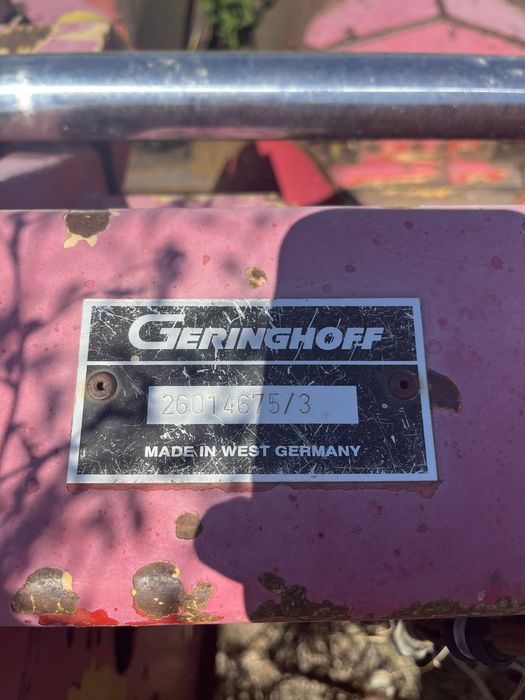 GERINGHOFF
26014675/3
MADE IN WEST GERMANY